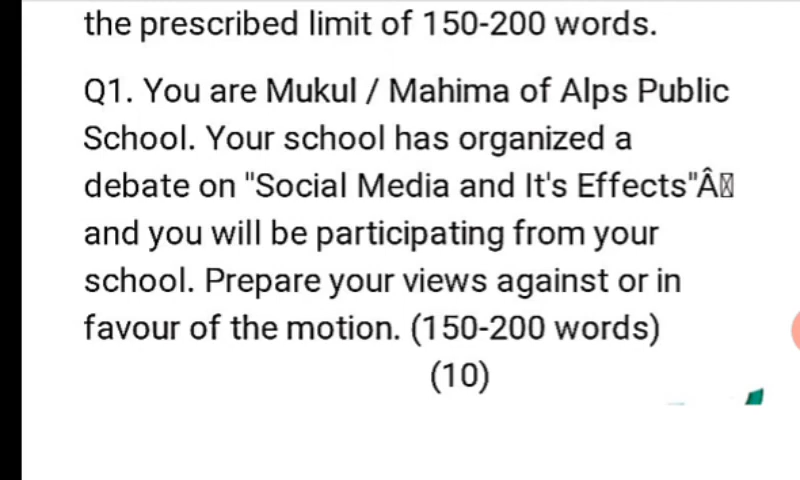 the prescribed limit of 150-200 words.
Q1. You are Mukul / Mahima of Alps Public
School. Your school has organized a
debate on "Social Media and It's Effects"Â
and you will be participating from your
school. Prepare your views against or in
favour of the motion. (150-200 words)
(10)